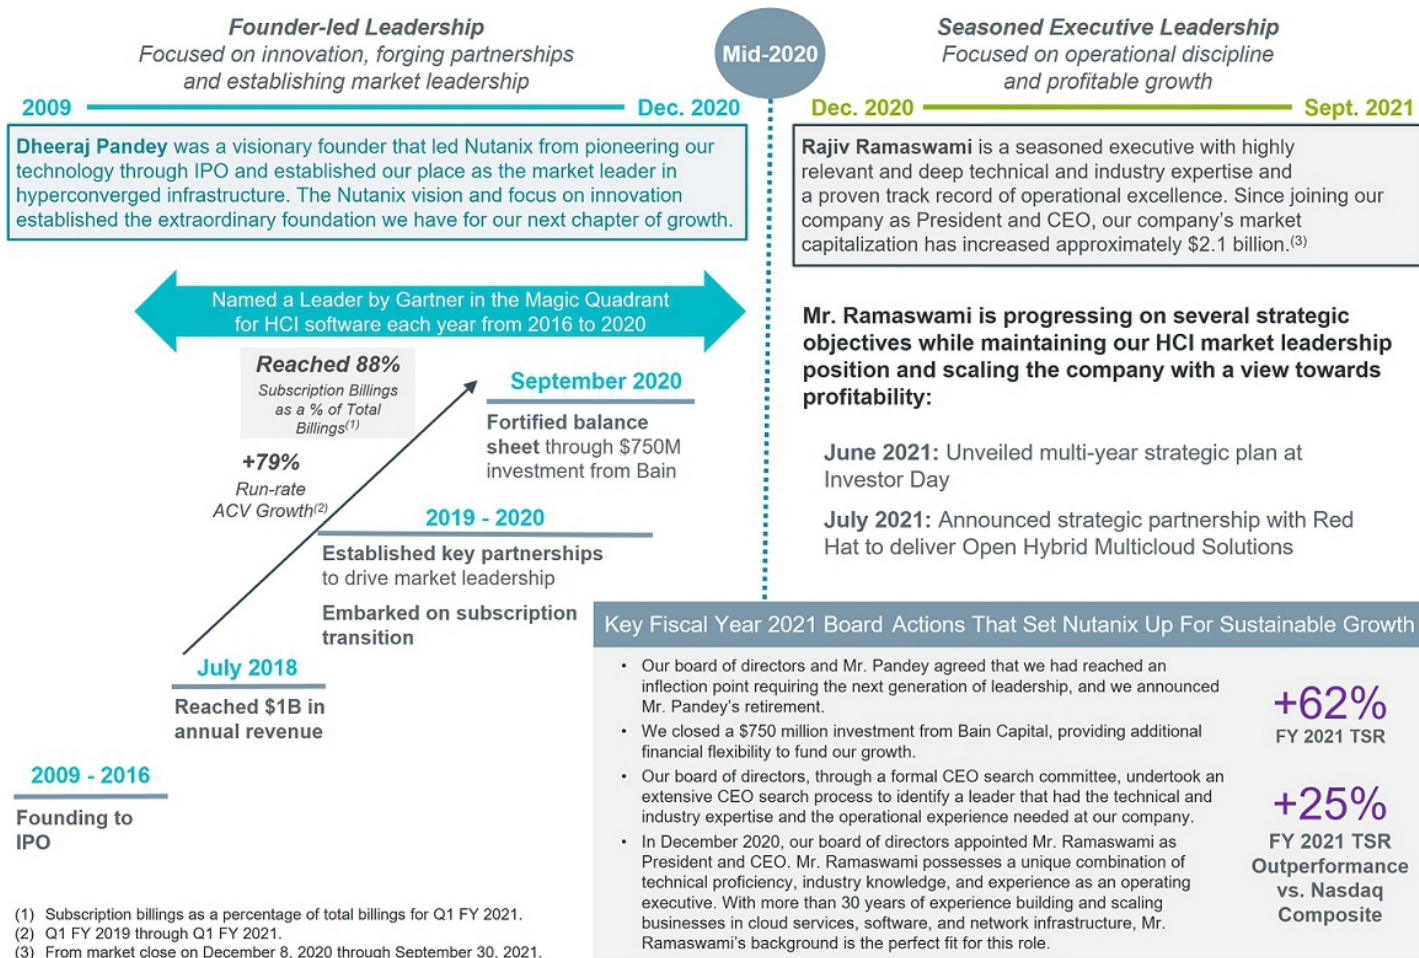 Founder-led Leadership
Focused on innovation, forging partnerships
and establishing market leadership
2009
Dec. 2020
Mid-2020
Seasoned Executive Leadership
Focused on operational discipline
and profitable growth
Dec. 2020
Sept. 2021
Dheeraj Pandey was a visionary founder that led Nutanix from pioneering our
technology through IPO and established our place as the market leader in
hyperconverged infrastructure. The Nutanix vision and focus on innovation
established the extraordinary foundation we have for our next chapter of growth.
Rajiv Ramaswami is a seasoned executive with highly
relevant and deep technical and industry expertise and
a proven track record of operational excellence. Since joining our
company as President and CEO, our company's market
capitalization has increased approximately $2.1 billion.(3)
Named a Leader by Gartner in the Magic Quadrant
for HCI software each year from 2016 to 2020
Reached 88%
Subscription Billings
as a % of Total
Billings(1)
+79%
Run-rate
ACV Growth(2)
September 2020
Fortified balance
sheet through $750M
investment from Bain
2019 - 2020
Established key partnerships
to drive market leadership
Embarked on subscription
transition
July 2018
Reached $1B in
annual revenue
2009 - 2016
Founding to
IPO
Mr. Ramaswami is progressing on several strategic
objectives while maintaining our HCI market leadership
position and scaling the company with a view towards
profitability:
June 2021: Unveiled multi-year strategic plan at
Investor Day
July 2021: Announced strategic partnership with Red
Hat to deliver Open Hybrid Multicloud Solutions
Key Fiscal Year 2021 Board Actions That Set Nutanix Up For Sustainable Growth
• Our board of directors and Mr. Pandey agreed that we had reached an
inflection point requiring the next generation of leadership, and we announced
Mr. Pandey's retirement.
• We closed a $750 million investment from Bain Capital, providing additional
financial flexibility to fund our growth.
• Our board of directors, through a formal CEO search committee, undertook an
extensive CEO search process to identify a leader that had the technical and
industry expertise and the operational experience needed at our company.
• In December 2020, our board of directors appointed Mr. Ramaswami as
President and CEO. Mr. Ramaswami possesses a unique combination of
technical proficiency, industry knowledge, and experience as an operating
executive. With more than 30 years of experience building and scaling
businesses in cloud services, software, and network infrastructure, Mr.
Ramaswami's background is the perfect fit for this role.
+62%
FY 2021 TSR
+25%
FY 2021 TSR
Outperformance
vs. Nasdaq
Composite
(1) Subscription billings as a percentage of total billings for Q1 FY 2021.
(2) Q1 FY 2019 through Q1 FY 2021.
(3) From market close on December 8, 2020 through September 30, 2021.